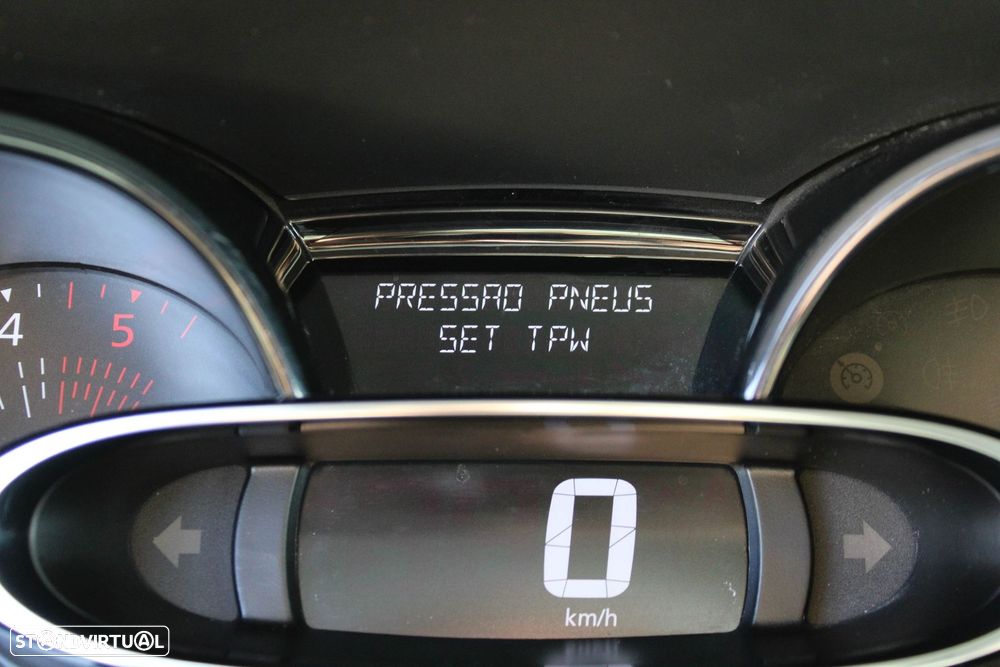 PRESSAO PNEUS
SET TPW
4
5
0
km/h
STANDVIRTUAL